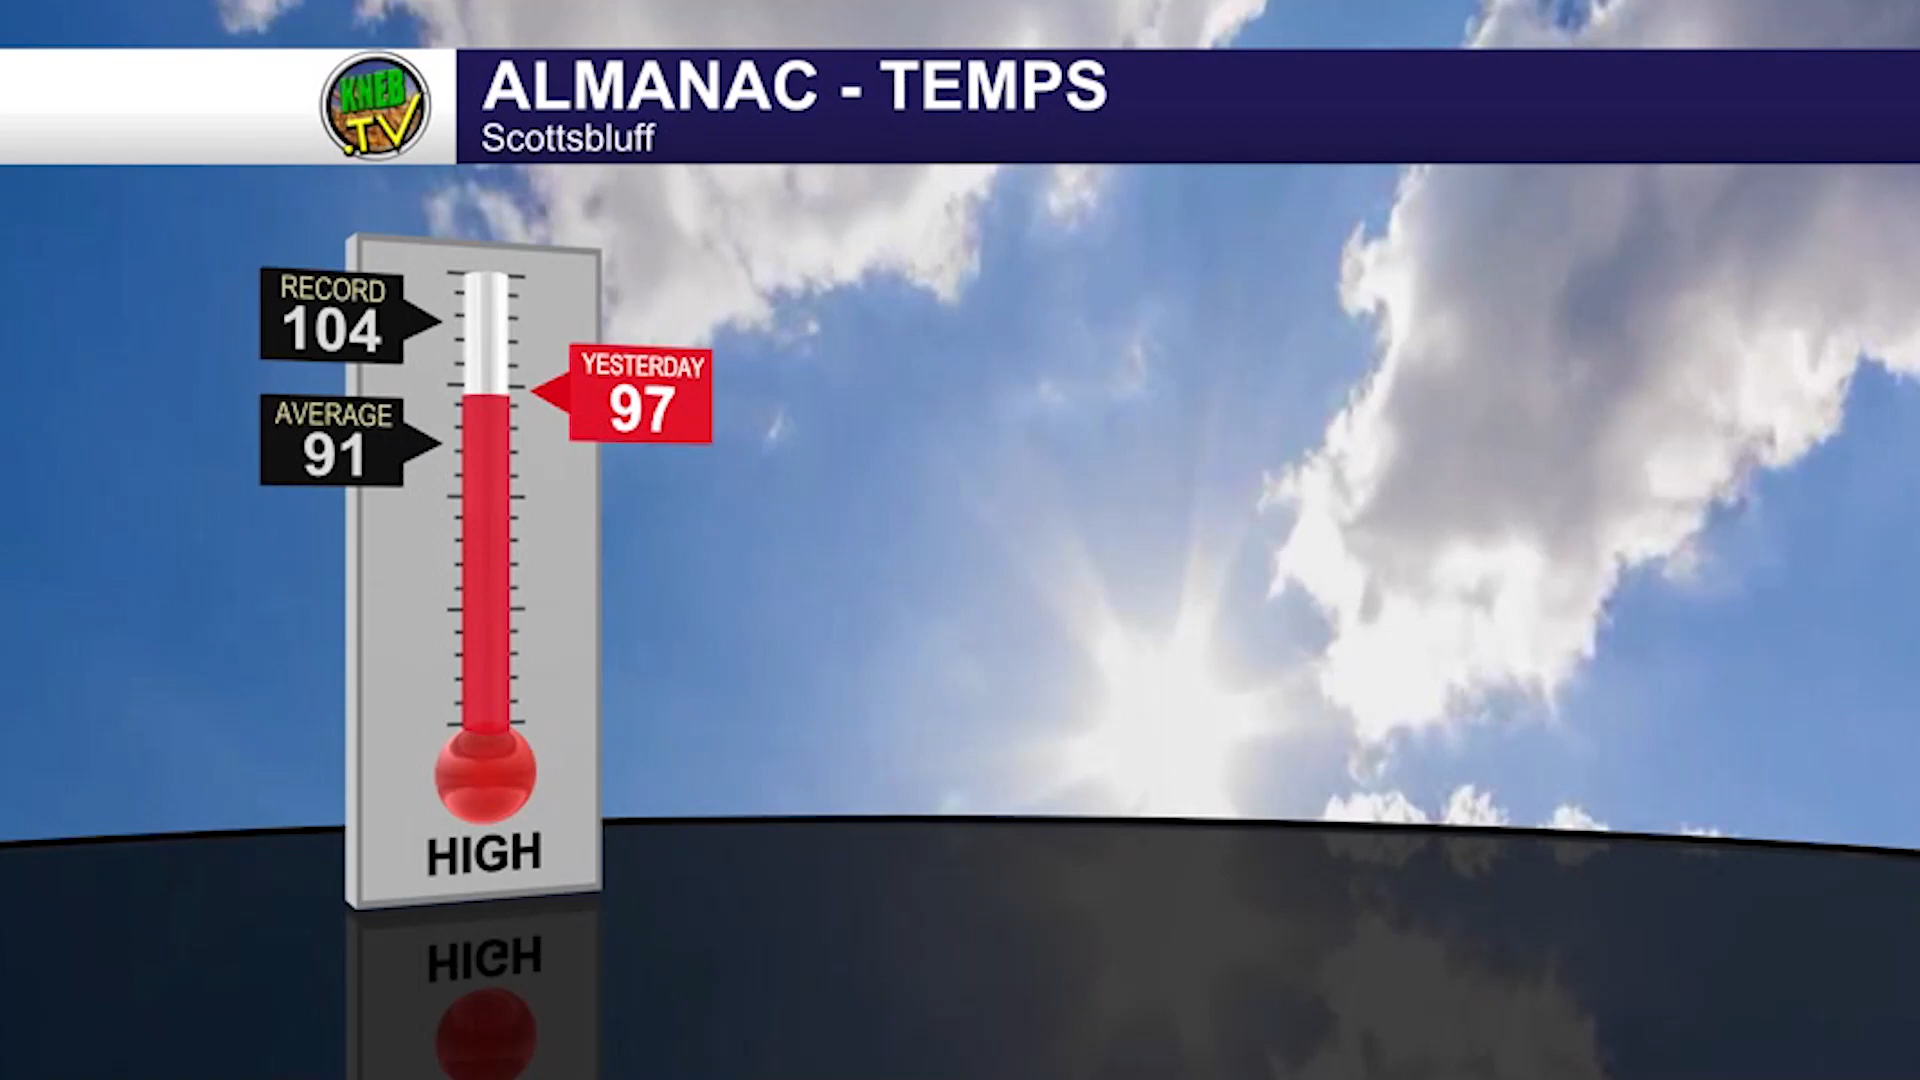 KNEB
.TV
ALMANAC - TEMPS
Scottsbluff
RECORD
104
YESTERDAY
97
AVERAGE
91
HIGH
HIGH